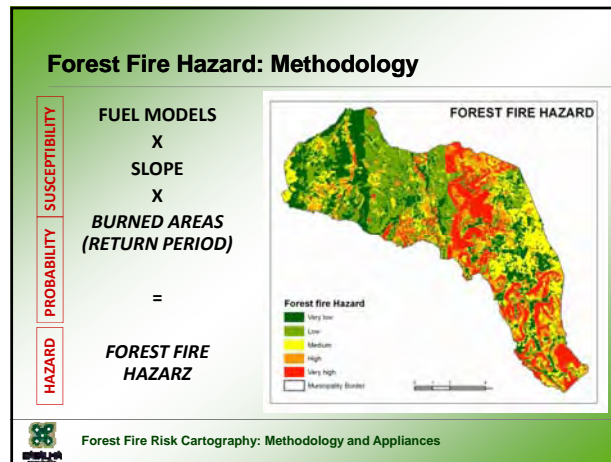 Forest Fire Hazard: Methodology
SUSCEPTIBILITY
FUEL MODELS
X
SLOPE
X
PROBABILITY
BURNED AREAS
(RETURN PERIOD)
=
HAZARD
FOREST FIRE
HAZARZ
FOREST FIRE HAZARD
Forest fire Hazard
Very low
Low
Medium
High
Very high
Municipality Border
Forest Fire Risk Cartography: Methodology and Appliances